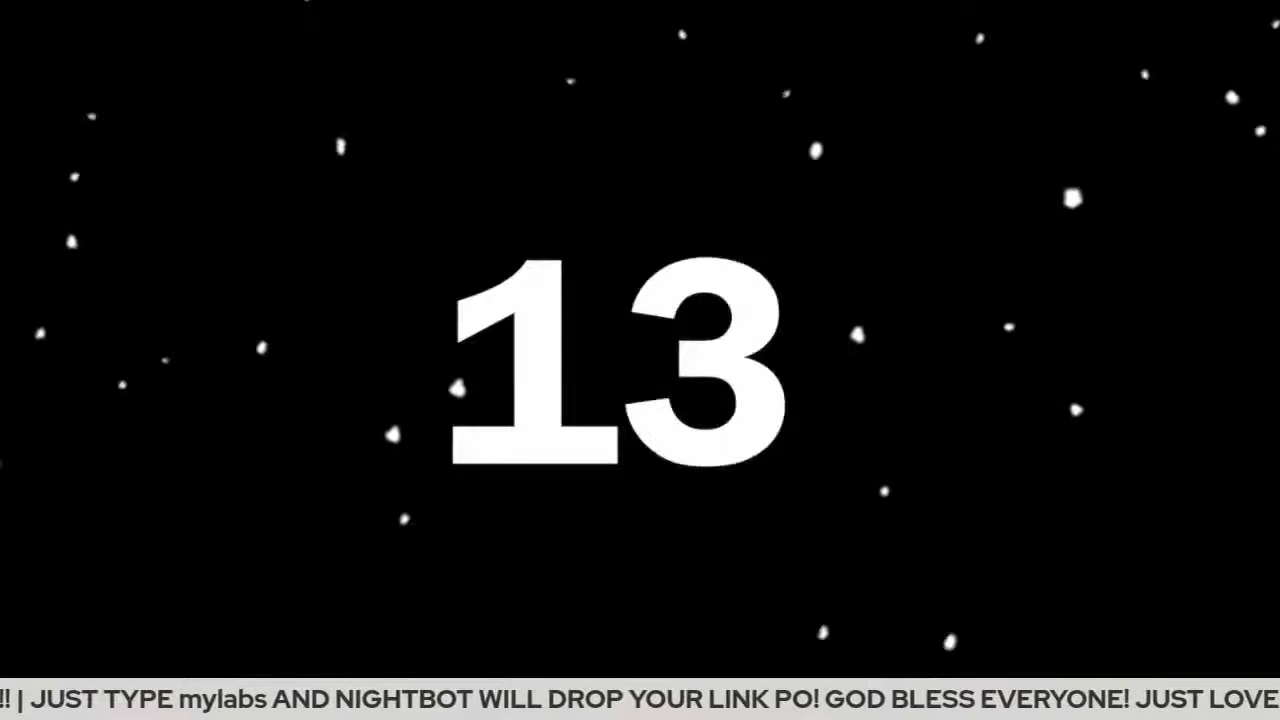 13
!! | JUST TYPE mylabs AND NIGHTBOT WILL DROP YOUR LINK PO! GOD BLESS EVERYONE! JUST LOVE